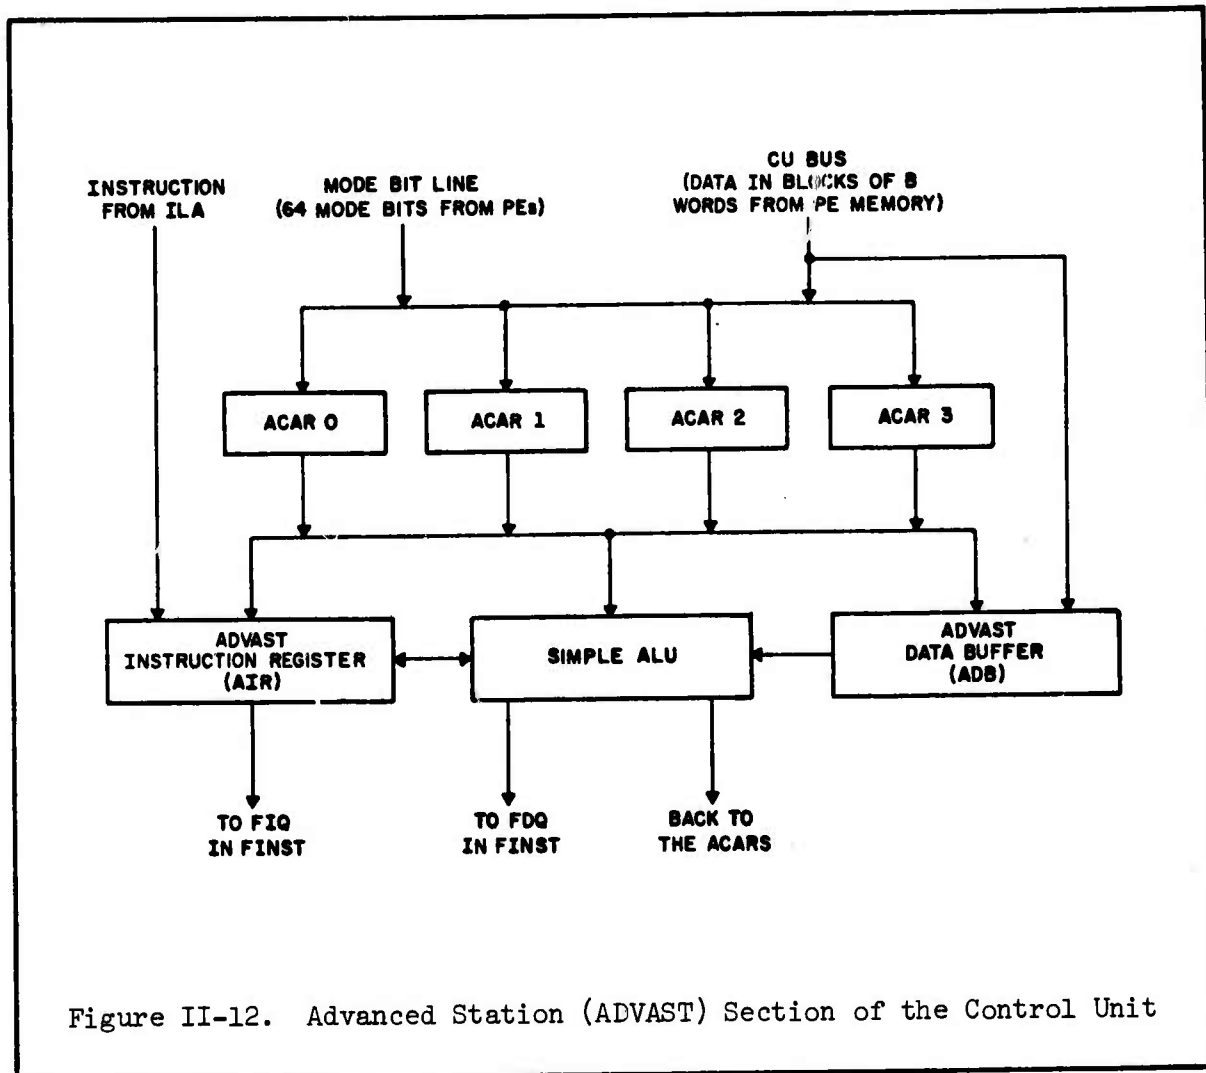 INSTRUCTION
FROM ILA
MODE BIT LINE
(64 MODE BITS FROM PEs)
CU BUS
(DATA IN BLOCKS OF 8
WORDS FROM PE MEMORY)
ACAR 0
ACAR 1
ACAR 2
ACAR 3
ADVAST
INSTRUCTION REGISTER
(AIR)
SIMPLE ALU
ADVAST
DATA BUFFER
(ADB)
TO FIQ
IN FINST
TO FDQ
IN FINST
BACK TO
THE ACARS
Figure II-12. Advanced Station (ADVAST) Section of the Control Unit